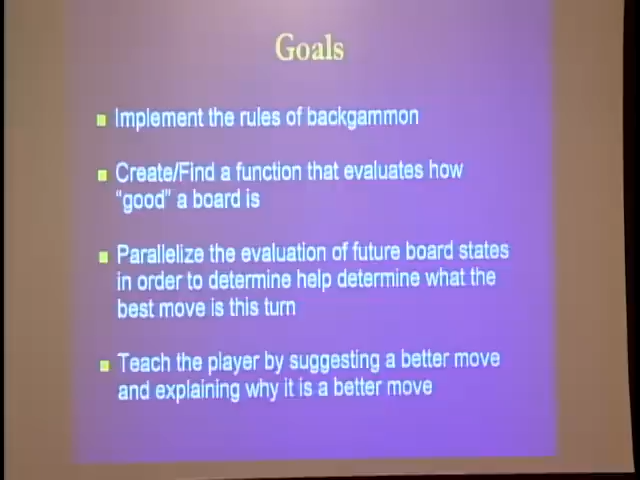 Goals
Implement the rules of backgammon
Create/Find a function that evaluates how
"good" a board is
Parallelize the evaluation of future board states
in order to determine help determine what the
best move is this turn
Teach the player by suggesting a better move
and explaining why it is a better move